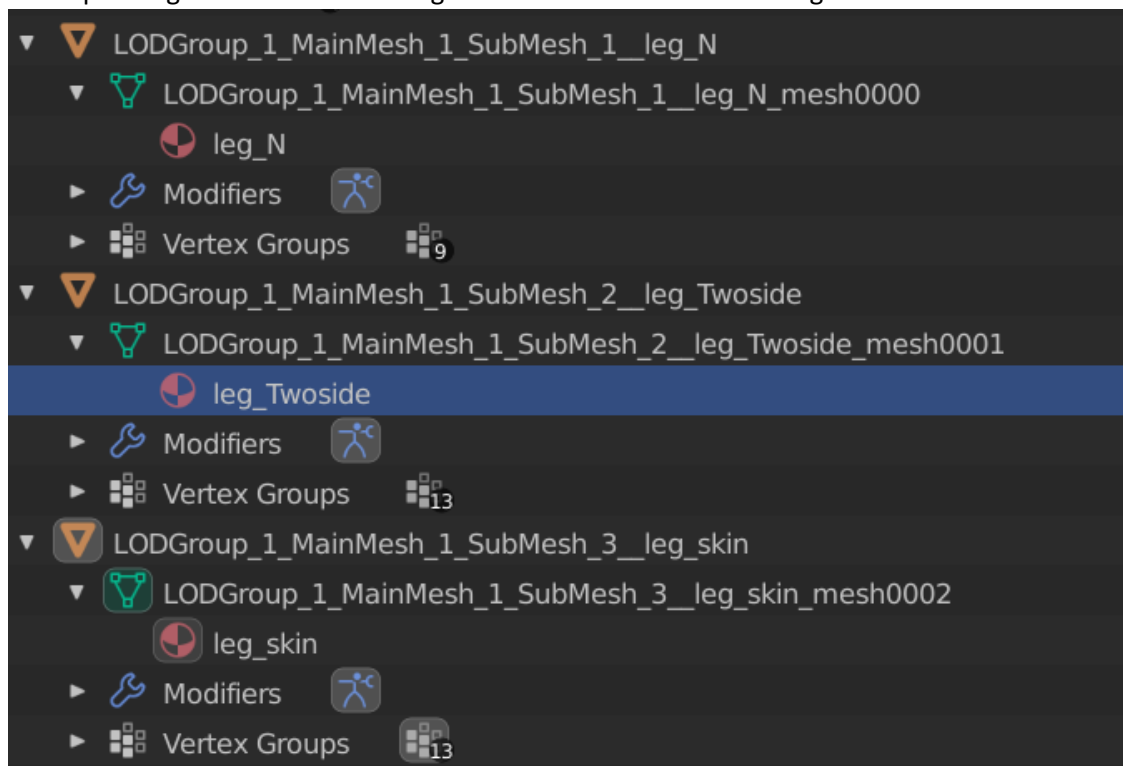 LODGroup_1_MainMesh_1_SubMesh_1__leg_N
LODGroup_1_MainMesh_1_SubMesh_1__leg_N_mesh0000
leg_N
Modifiers
Vertex Groups 9
LODGroup_1_MainMesh_1_SubMesh_2__leg_Twoside
LODGroup_1_MainMesh_1_SubMesh_2__leg_Twoside_mesh0001
leg_Twoside
Modifiers
Vertex Groups 13
LODGroup_1_MainMesh_1_SubMesh_3__leg_skin
LODGroup_1_MainMesh_1_SubMesh_3__leg_skin_mesh0002
leg_skin
Modifiers
Vertex Groups 13